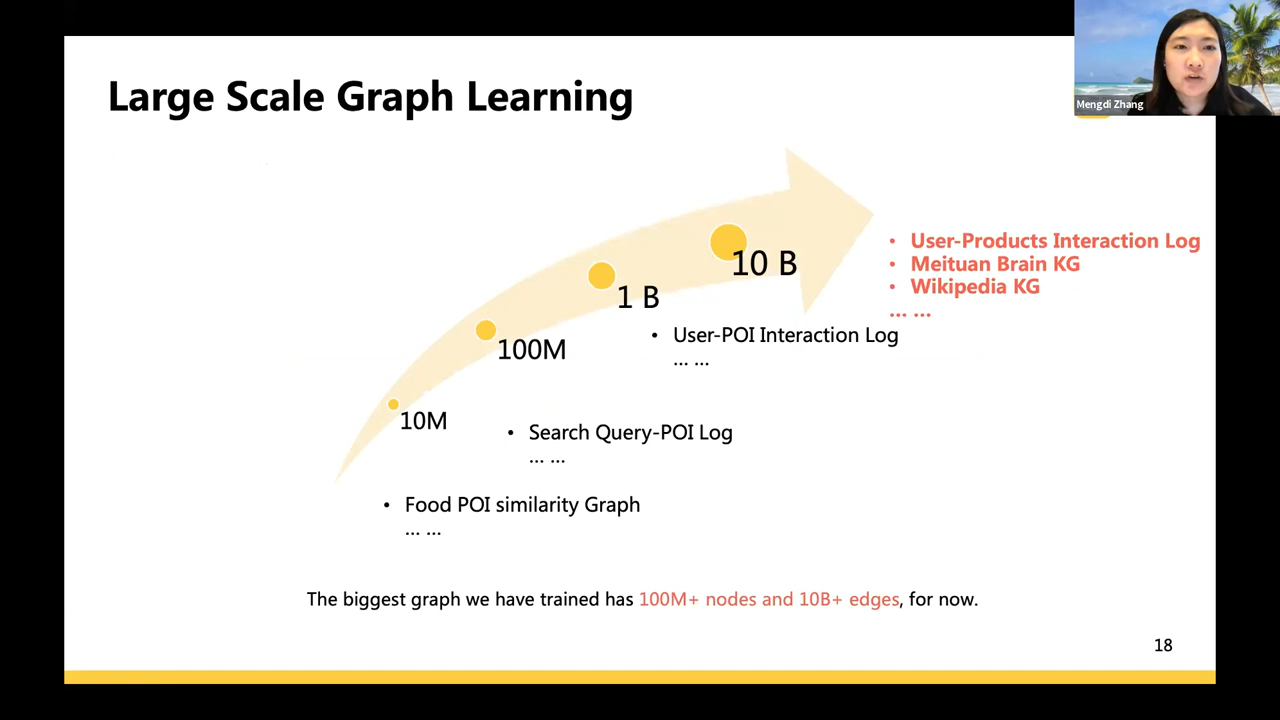 Large Scale Graph Learning
Mengdi Zhang
• User-Products Interaction Log
• Meituan Brain KG
• Wikipedia KG
... ...
10 B
1 B
• User-POI Interaction Log
... ...
100M
10M
• Search Query-POI Log
... ...
• Food POI similarity Graph
... ...
The biggest graph we have trained has 100M+ nodes and 10B+ edges, for now.
18